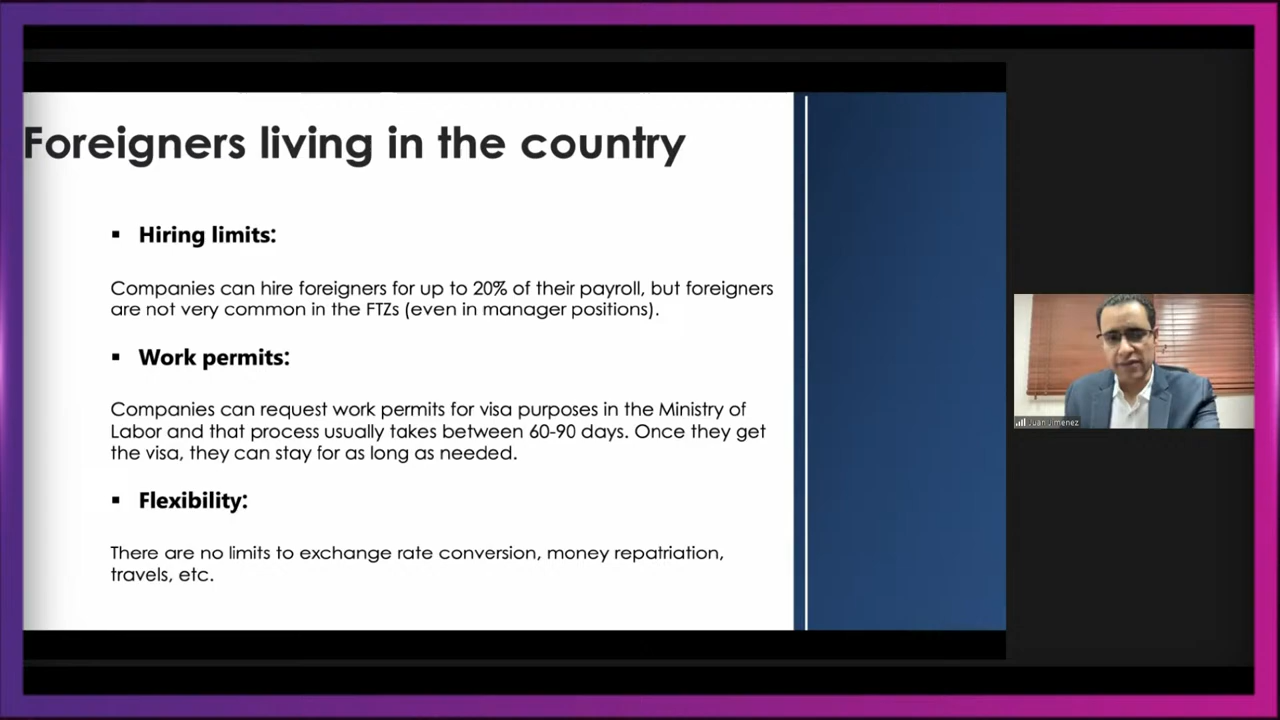 Foreigners living in the country
▪ Hiring limits:
Companies can hire foreigners for up to 20% of their payroll, but foreigners
are not very common in the FTZs (even in manager positions).
▪ Work permits:
Companies can request work permits for visa purposes in the Ministry of
Labor and that process usually takes between 60-90 days. Once they get
the visa, they can stay for as long as needed.
▪ Flexibility:
There are no limits to exchange rate conversion, money repatriation,
travels, etc.
Juan Jimenez